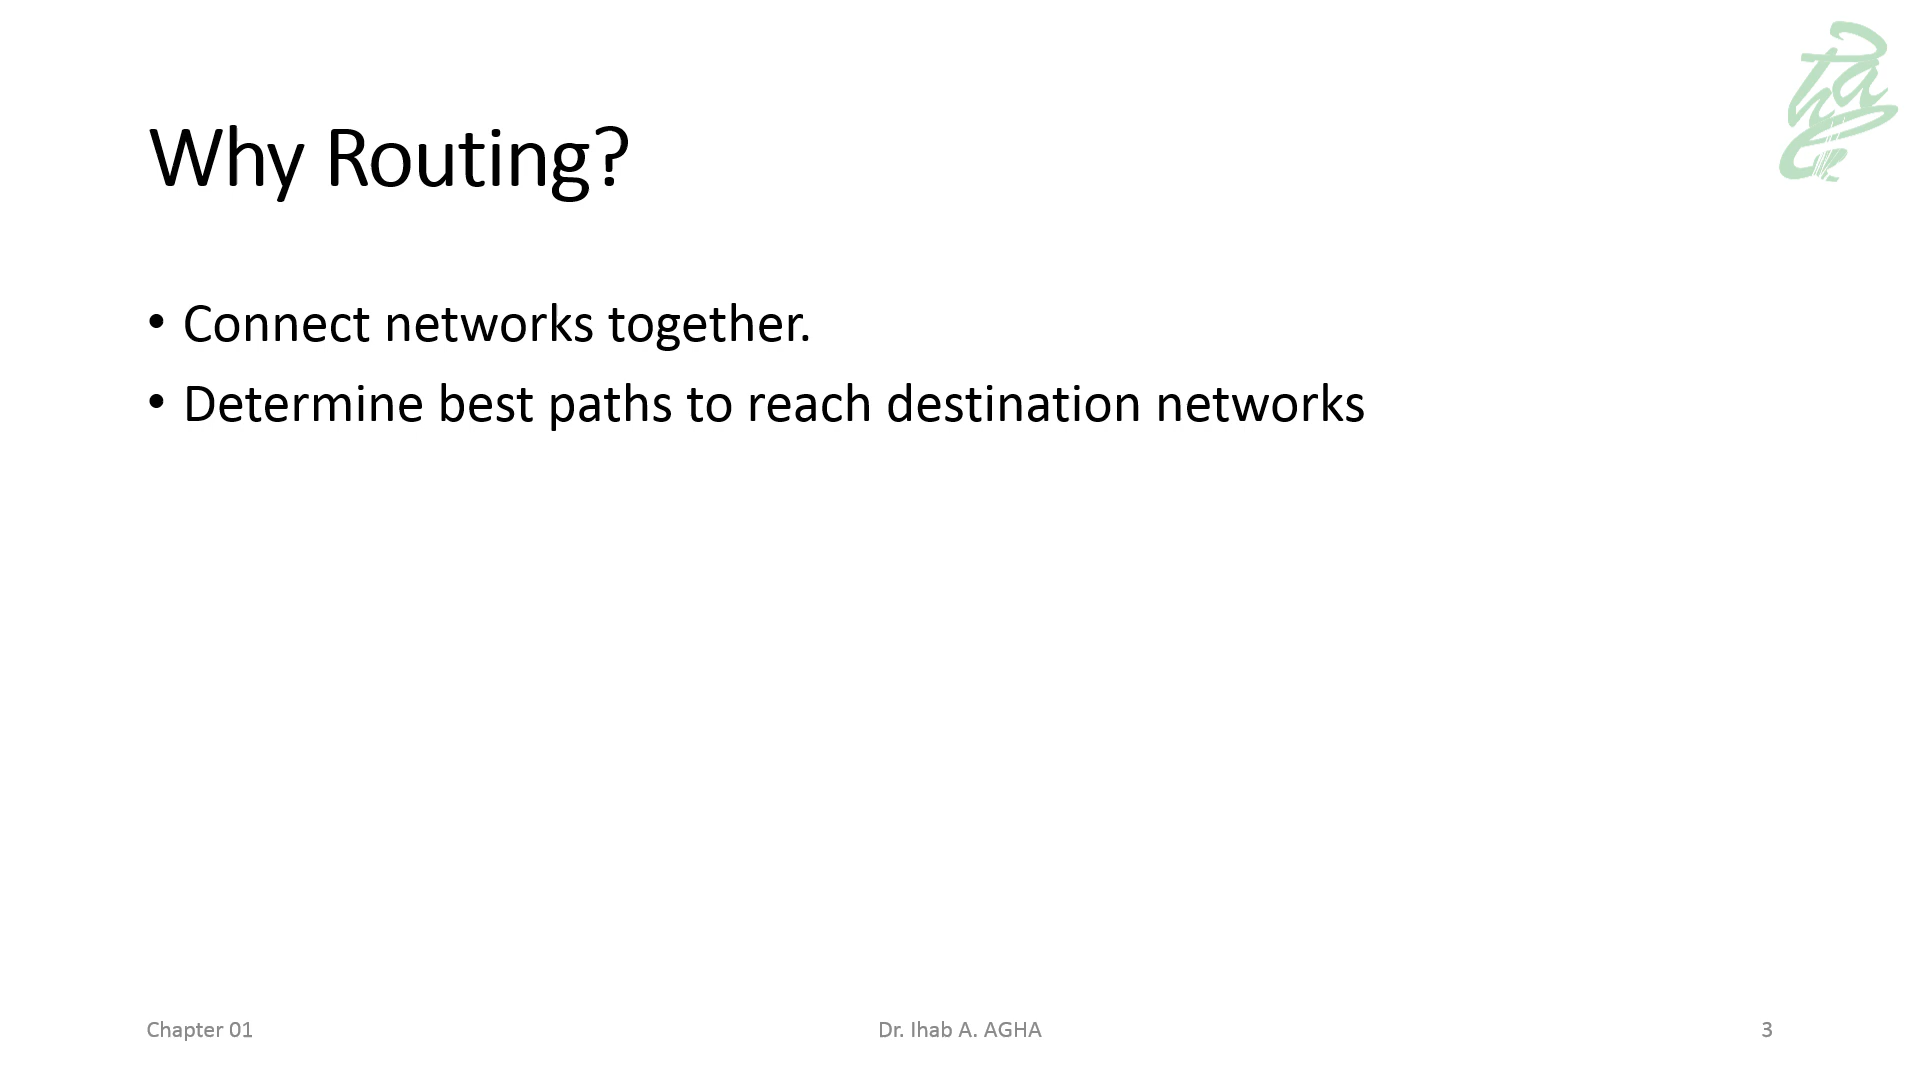 Why Routing?
• Connect networks together.
• Determine best paths to reach destination networks
Chapter 01
Dr. Ihab A. AGHA
3